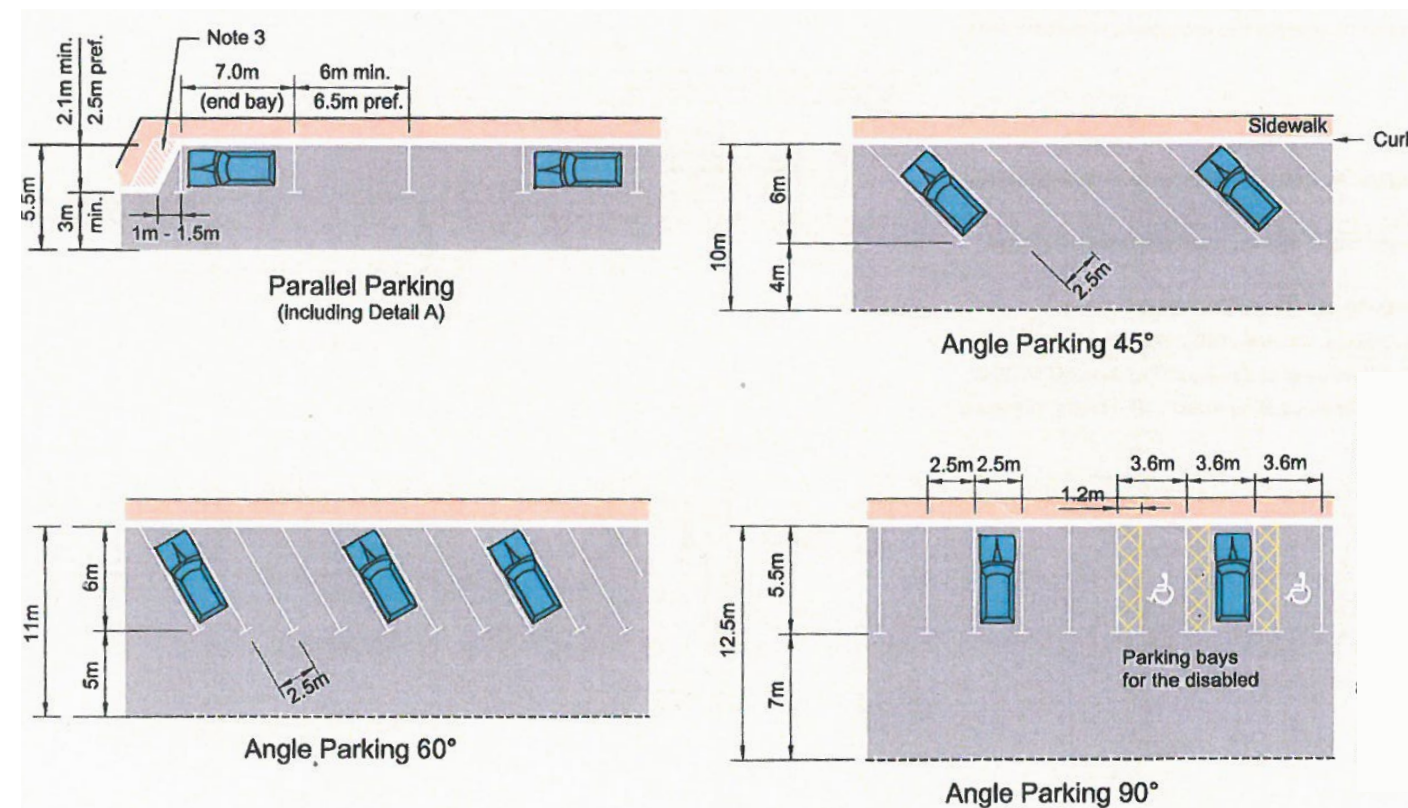 Note 3
2.1m min.
2.5m pref.
7.0m
(end bay)
6m min.
6.5m pref.
5.5m
3m
min.
1m - 1.5m
Parallel Parking
(Including Detail A)
Sidewalk
Curl
10m
6m
4m
2.5m
Angle Parking 45°
11m
6m
5m
2.5m
Angle Parking 60°
2.5m 2.5m
3.6m 3.6m 3.6m
1.2m
12.5m
5.5m
7m
Parking bays
for the disabled
Angle Parking 90°